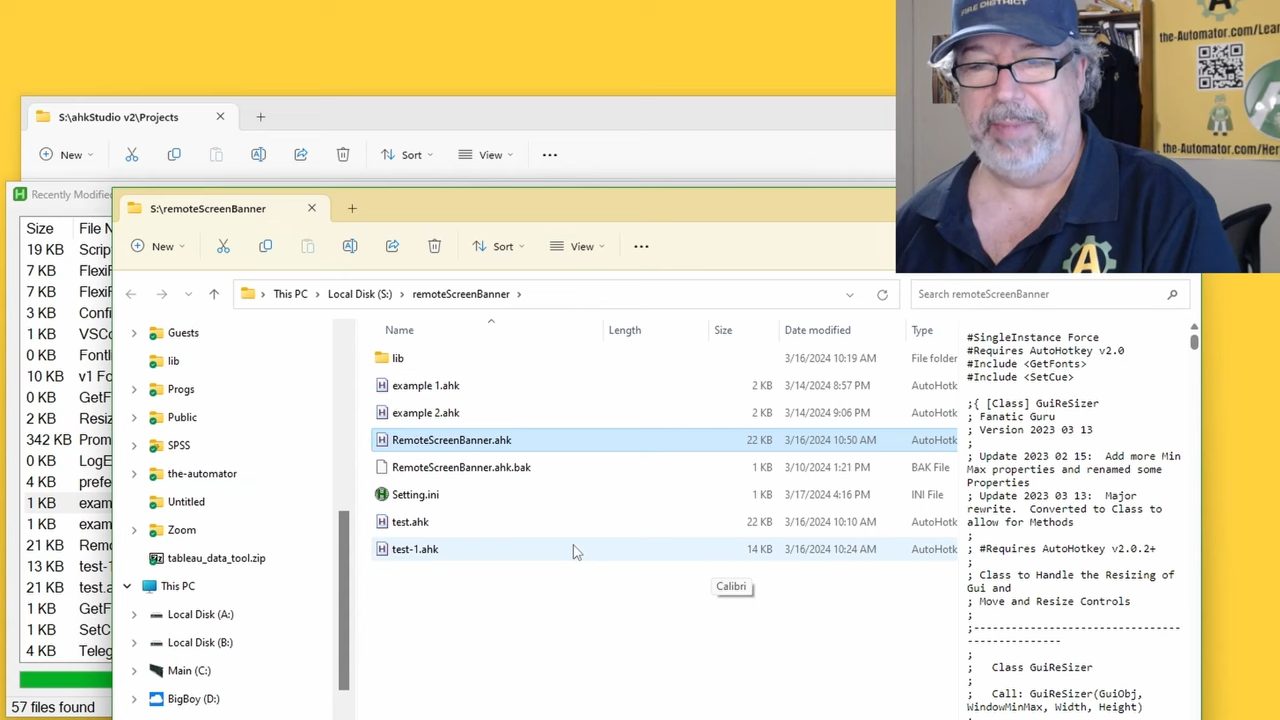 FIRE DISTRICT
the-Automator.com/Lea
the-Automator.com/Her
A
S:\ahkStudio v2\Projects
New
Sort
View
Recently Modified
S:\remoteScreenBanner
New
Sort
View
This PC > Local Disk (S:) > remoteScreenBanner >
Search remoteScreenBanner
Size File N
19 KB Scrip
7 KB FlexiF
7 KB FlexiF
3 KB Confi
1 KB VSCo
0 KB FontI
10 KB v1 Fo
0 KB GetF
2 KB Resiz
342 KB Prom
0 KB LogE
4 KB prefe
1 KB exam
1 KB exam
21 KB Remo
13 KB test-1
21 KB test.a
1 KB GetF
1 KB SetC
4 KB Teleg
57 files found
Guests
lib
Progs
Public
SPSS
the-automator
Untitled
Zoom
tableau_data_tool.zip
This PC
Local Disk (A:)
Local Disk (B:)
Main (C:)
BigBoy (D:)
Name Length Size Date modified Type
lib 3/16/2024 10:19 AM File folder
example 1.ahk 2 KB 3/14/2024 8:57 PM AutoHotk
example 2.ahk 2 KB 3/14/2024 9:06 PM AutoHotk
RemoteScreenBanner.ahk 22 KB 3/16/2024 10:50 AM AutoHotk
RemoteScreenBanner.ahk.bak 1 KB 3/10/2024 1:21 PM BAK File
Setting.ini 1 KB 3/17/2024 4:16 PM INI File
test.ahk 22 KB 3/16/2024 10:10 AM AutoHotk
test-1.ahk 14 KB 3/16/2024 10:24 AM AutoHotk
Calibri
#SingleInstance Force
#Requires AutoHotkey v2.0
#Include <GetFonts>
#Include <SetCue>
;{ [Class] GuiReSizer
; Fanatic Guru
; Version 2023 03 13
;
; Update 2023 02 15: Add more Min
Max properties and renamed some
Properties
; Update 2023 03 13: Major
rewrite. Converted to Class to
allow for Methods
;
; #Requires AutoHotkey v2.0.2+
;
; Class to Handle the Resizing of
Gui and
; Move and Resize Controls
;
;--------------------------------
---------------
;
; Class GuiReSizer
;
; Call: GuiReSizer(GuiObj,
WindowMinMax, Width, Height)